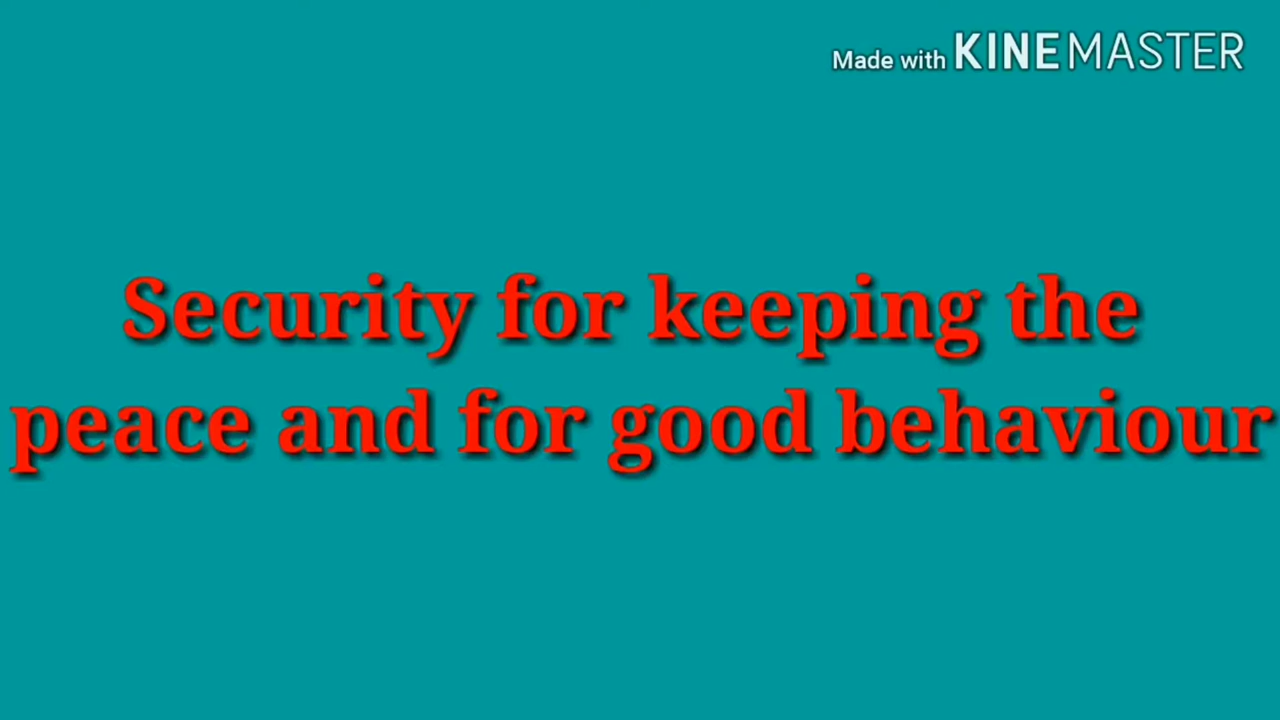 Made with KINEMASTER
Security for keeping the
peace and for good behaviour